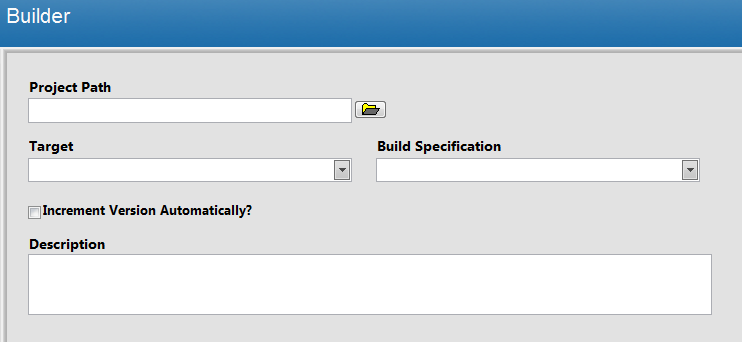 Builder
Project Path
Target
Build Specification
Increment Version Automatically?
Description